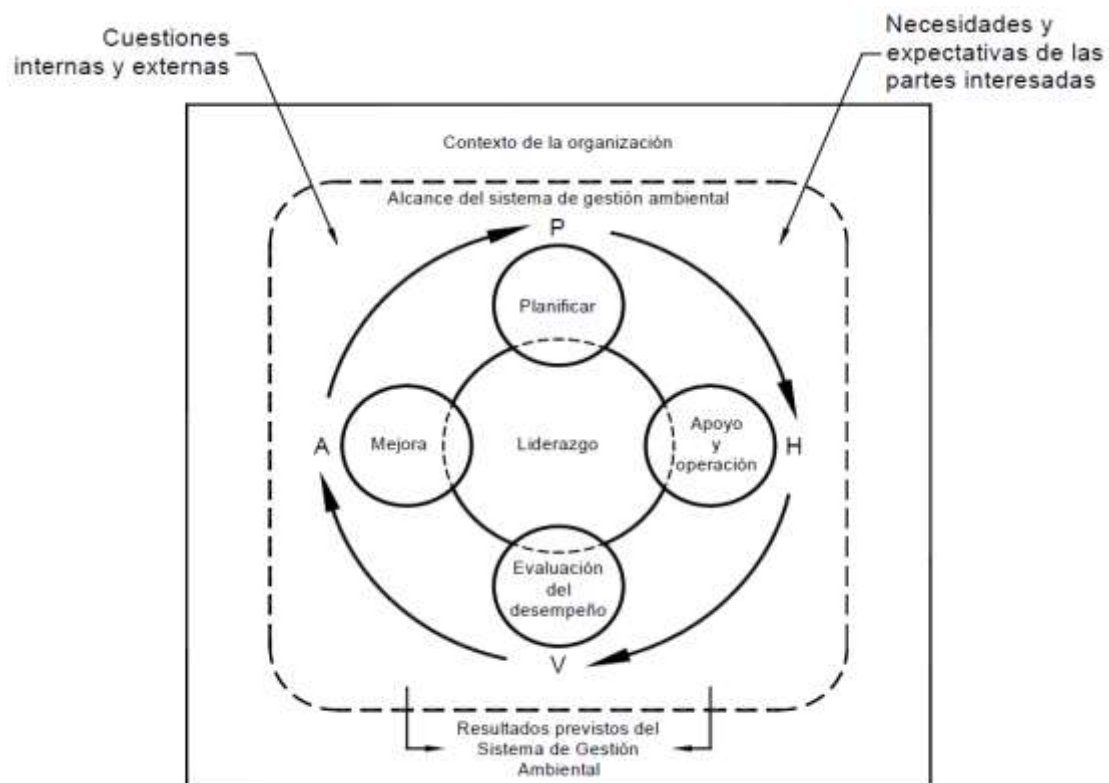 Cuestiones
internas y externas
Necesidades y
expectativas de las
partes interesadas
Contexto de la organización
Alcance del sistema de gestión ambiental
P
Planificar
A
Mejora
Liderazgo
Apoyo
y
operación
H
Evaluación
del
desempeño
V
Resultados previstos del
Sistema de Gestión
Ambiental